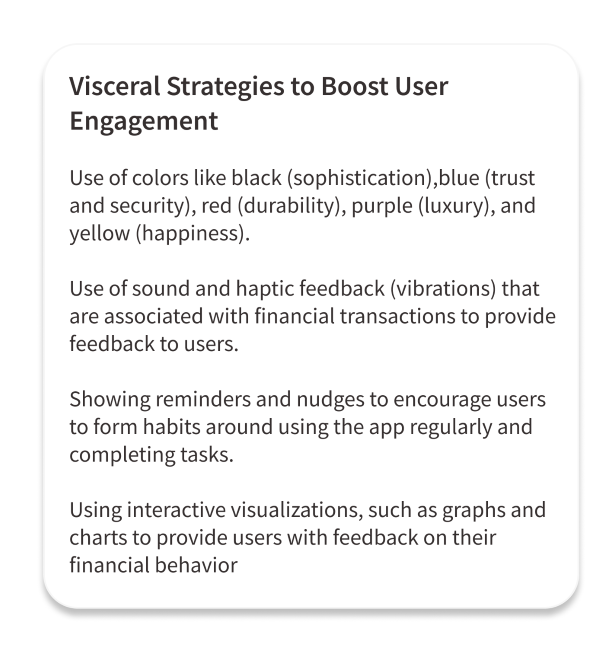 Visceral Strategies to Boost User
Engagement
Use of colors like black (sophistication),blue (trust
and security), red (durability), purple (luxury), and
yellow (happiness).
Use of sound and haptic feedback (vibrations) that
are associated with financial transactions to provide
feedback to users.
Showing reminders and nudges to encourage users
to form habits around using the app regularly and
completing tasks.
Using interactive visualizations, such as graphs and
charts to provide users with feedback on their
financial behavior